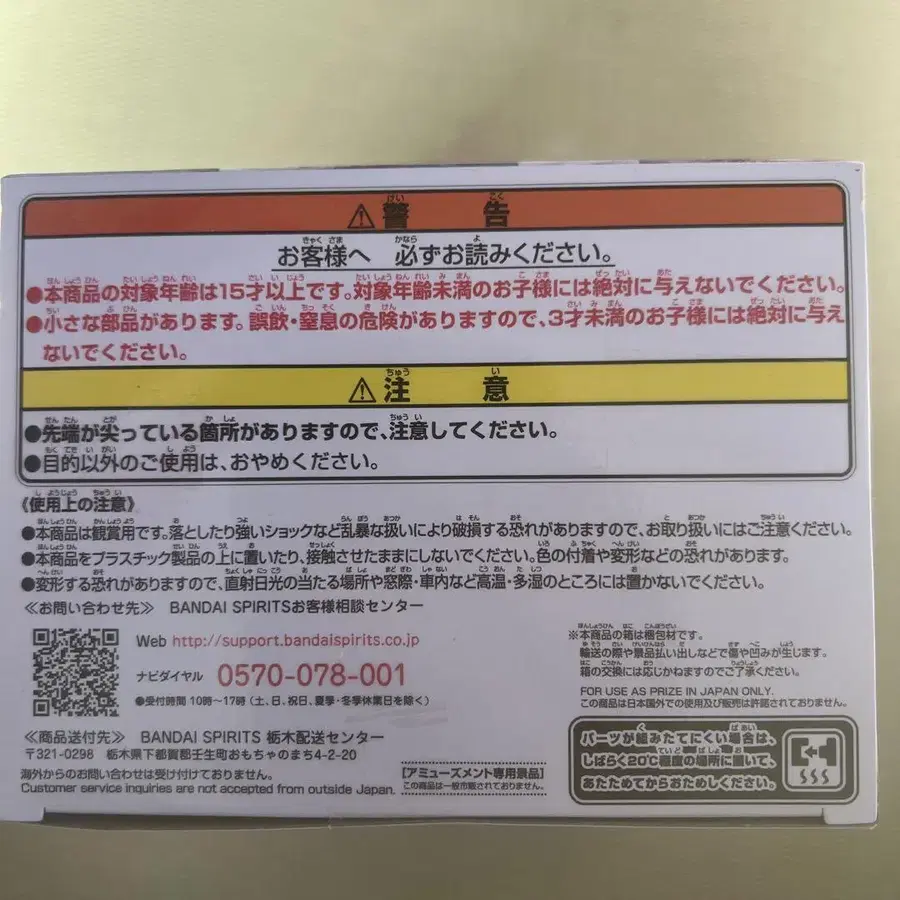 ⚠警告
お客様へ 必ずお読みください。
●本商品の対象年齢は15才以上です。対象年齢未満のお子様には絶対に与えないでください。
●小さな部品があります。誤飲・窒息の危険がありますので、3才未満のお子様には絶対に与え
ないでください。
⚠注意
●先端が尖っている箇所がありますので、注意してください。
●目的以外のご使用は、おやめください。
《使用上の注意》
●本商品は観賞用です。落としたり強いショックなど乱暴な扱いにより破損する恐れがありますので、お取り扱いにはご注意ください。
●本商品をプラスチック製品の上に置いたり、接触させたままにしないでください。色の付着や変形などの恐れがあります。
●変形する恐れがありますので、直射日光の当たる場所や窓際・車内など高温・多湿のところには置かないでください。
≪お問い合わせ先≫ BANDAI SPIRITSお客様相談センター
Web http://support.bandaispirits.co.jp
ナビダイヤル 0570-078-001
●受付時間 10時～17時(土、日、祝日、夏季・冬季休業日を除く)
≪商品送付先≫ BANDAI SPIRITS 栃木配送センター
〒321-0298 栃木県下都賀郡壬生町おもちゃのまち4-2-20
海外からのお問い合わせは受け付けておりません。
Customer service inquiries are not accepted from outside Japan.
【アミューズメント専用景品】
この商品は一般市販されておりません。
※本商品の箱は梱包材です。
輸送の際や景品払い出しなどで傷や凹みが生じます。
箱の交換には応じかねますのでご了承ください。
FOR USE AS PRIZE IN JAPAN ONLY.
この商品は日本国外での使用及び販売は許諾されておりません。
パーツが組みたてにくい場合は、
しばらく20℃程度の場所に置いて、
あたためてからおためしください。